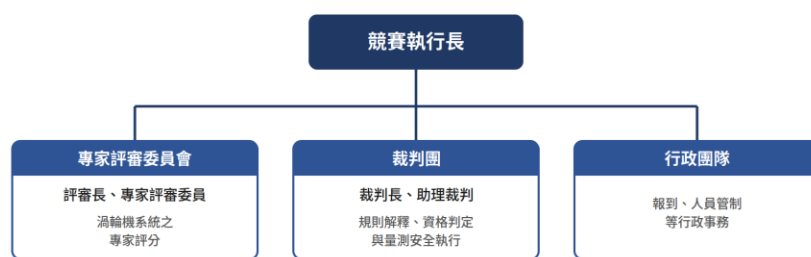 競賽執行長
專家評審委員會
評審長、專家評審委員
渦輪機系統之
專家評分
裁判團
裁判長、助理裁判
規則解釋、資格判定
與量測安全執行
行政團隊
報到、人員管制
等行政事務